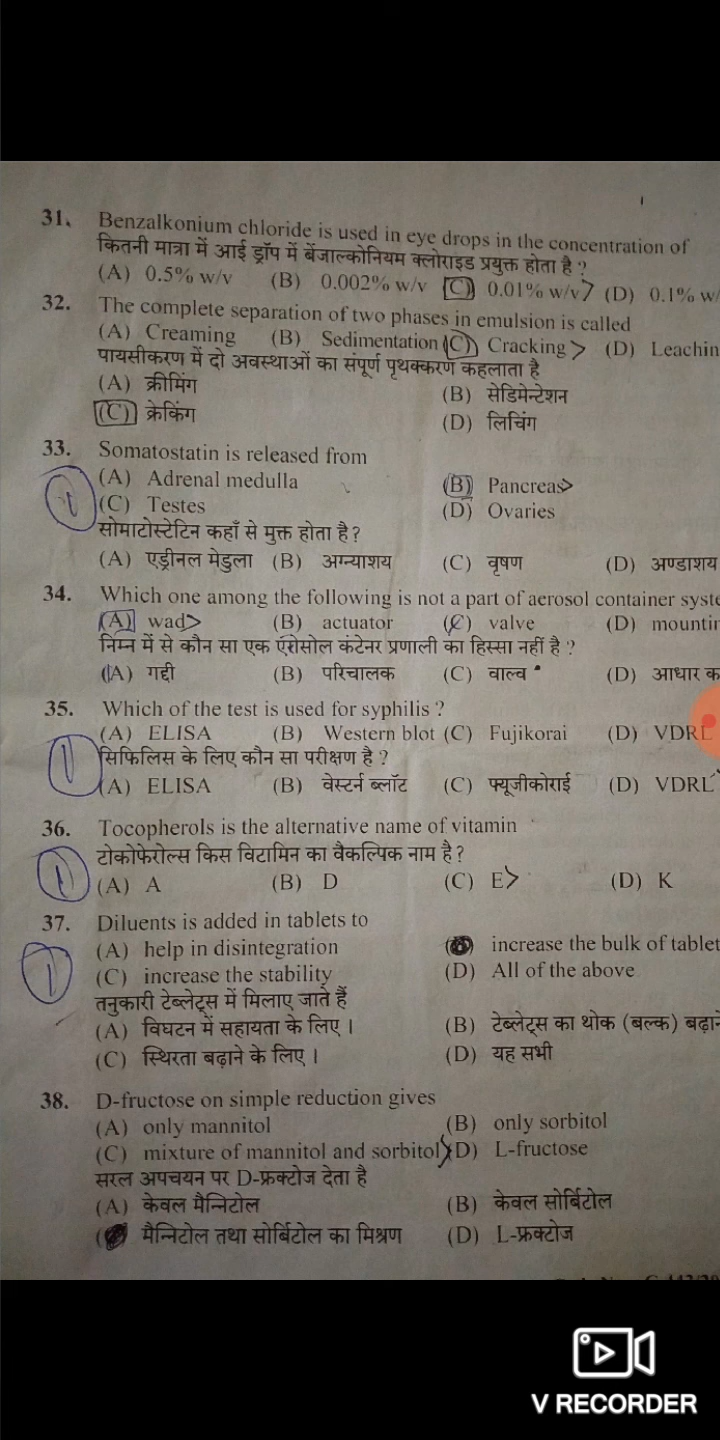 31. Benzalkonium chloride is used in eye drops in the concentration of
कितनी मात्रा में आई ड्रॉप में बेंजाल्कोनियम क्लोराइड प्रयुक्त होता है ?
(A) 0.5% w/v (B) 0.002% w/v (C) 0.01% w/v (D) 0.1% w/
32. The complete separation of two phases in emulsion is called
(A) Creaming (B) Sedimentation (C) Cracking (D) Leachin
पायसीकरण में दो अवस्थाओं का संपूर्ण पृथक्करण कहलाता है
(A) क्रीमिंग (B) सेडिमेन्टेशन
(C) क्रेकिंग (D) लिचिंग
33. Somatostatin is released from
(A) Adrenal medulla (B) Pancreas
(C) Testes (D) Ovaries
सोमाटोस्टेटिन कहाँ से मुक्त होता है ?
(A) एड्रीनल मेडुला (B) अग्न्याशय (C) वृषण (D) अण्डाशय
34. Which one among the following is not a part of aerosol container syste
(A) wad (B) actuator (C) valve (D) mountin
निम्न में से कौन सा एक एरोसोल कंटेनर प्रणाली का हिस्सा नहीं है ?
(A) गद्दी (B) परिचालक (C) वाल्व (D) आधार क
35. Which of the test is used for syphilis ?
(A) ELISA (B) Western blot (C) Fujikorai (D) VDRL
सिफिलिस के लिए कौन सा परीक्षण है ?
(A) ELISA (B) वेस्टर्न ब्लॉट (C) फ्यूजीकोराई (D) VDRL
36. Tocopherols is the alternative name of vitamin
टोकोफेरोल्स किस विटामिन का वैकल्पिक नाम है ?
(A) A (B) D (C) E (D) K
37. Diluents is added in tablets to
(A) help in disintegration (B) increase the bulk of tablet
(C) increase the stability (D) All of the above
तनुकारी टेब्लेट्स में मिलाए जाते हैं
(A) विघटन में सहायता के लिए । (B) टेब्लेट्स का थोक (बल्क) बढ़ाने
(C) स्थिरता बढ़ाने के लिए । (D) यह सभी
38. D-fructose on simple reduction gives
(A) only mannitol (B) only sorbitol
(C) mixture of mannitol and sorbitol (D) L-fructose
सरल अपचयन पर D-फ्रक्टोज देता है
(A) केवल मैन्निटोल (B) केवल सोर्बिटोल
मैन्निटोल तथा सोर्बिटोल का मिश्रण (D) L-फ्रक्टोज
V RECORDER